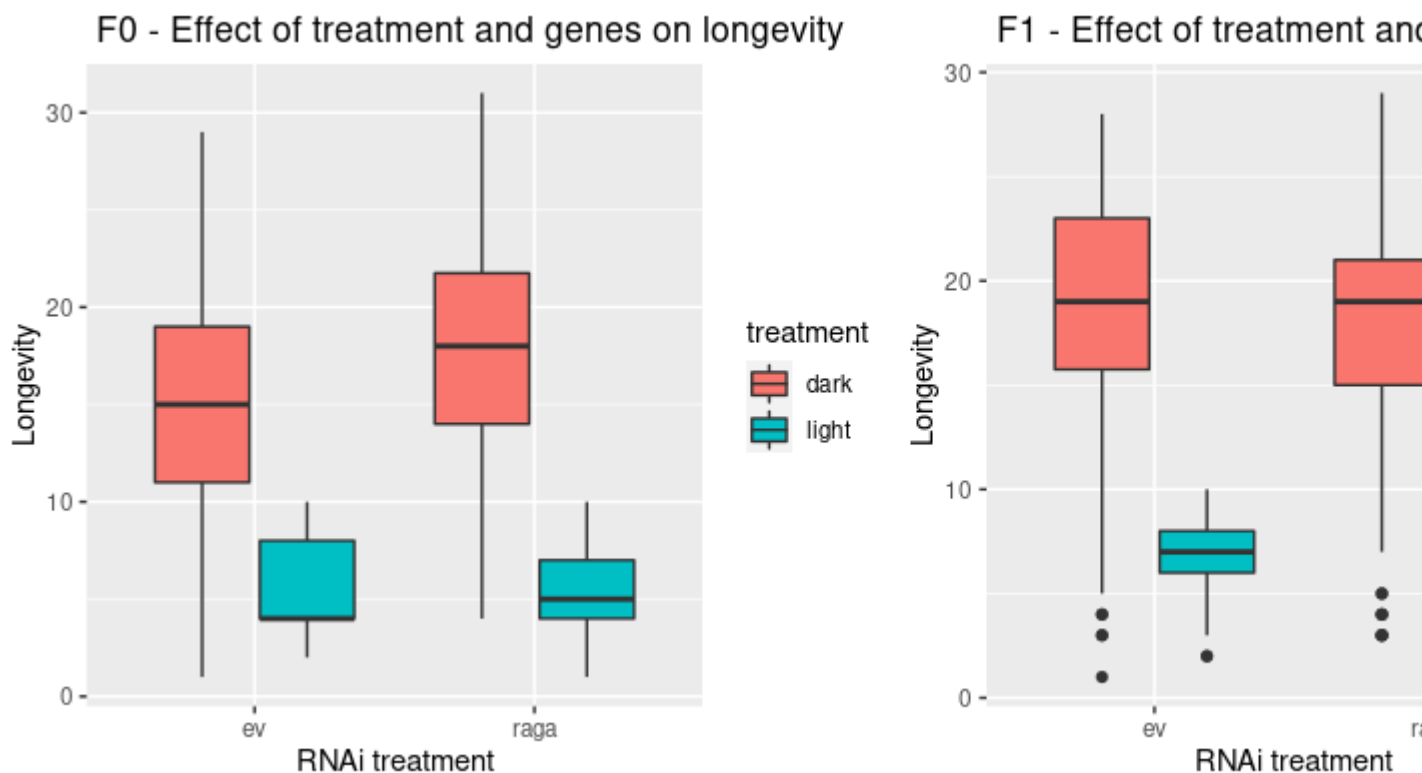 F0 - Effect of treatment and genes on longevity
30
20
10
0
Longevity
ev
raga
RNAi treatment
treatment
dark
light
F1 - Effect of treatment
30
20
10
0
Longevity
ev
RNAi treatment